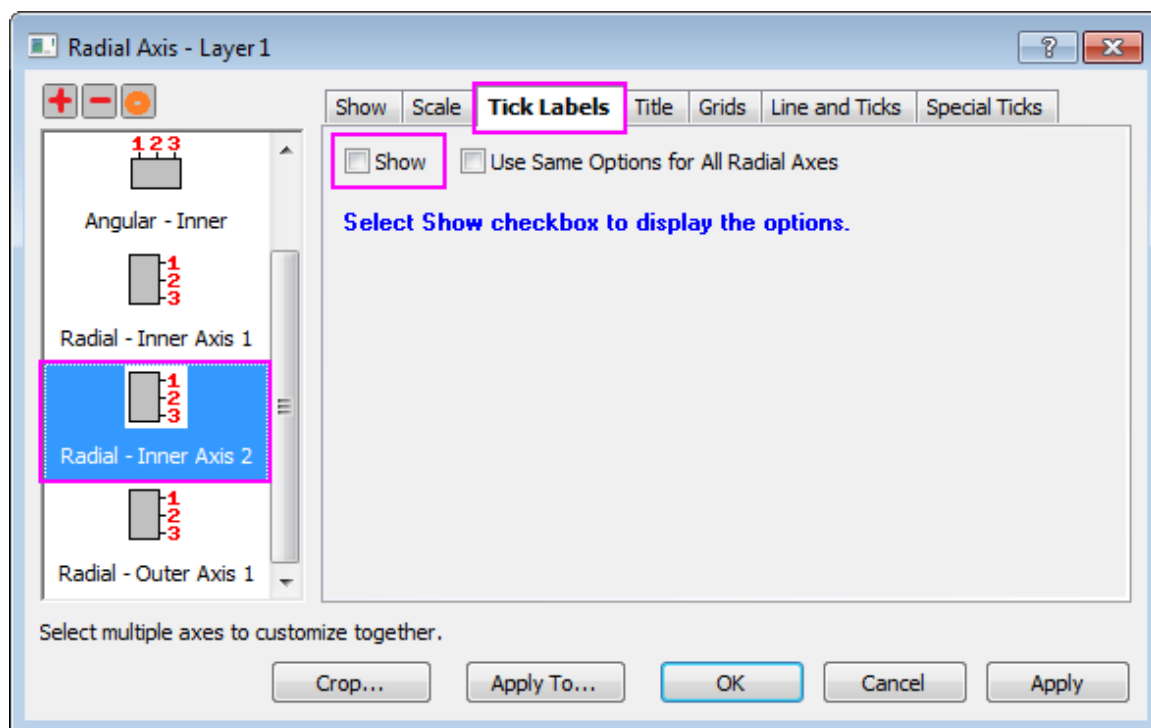 Radial Axis - Layer 1
Show Scale Tick Labels Title Grids Line and Ticks Special Ticks
1 2 3
Angular - Inner
1
2
3
Radial - Inner Axis 1
1
2
3
Radial - Inner Axis 2
1
2
3
Radial - Outer Axis 1
Show Use Same Options for All Radial Axes
Select Show checkbox to display the options.
Select multiple axes to customize together.
Crop... Apply To... OK Cancel Apply